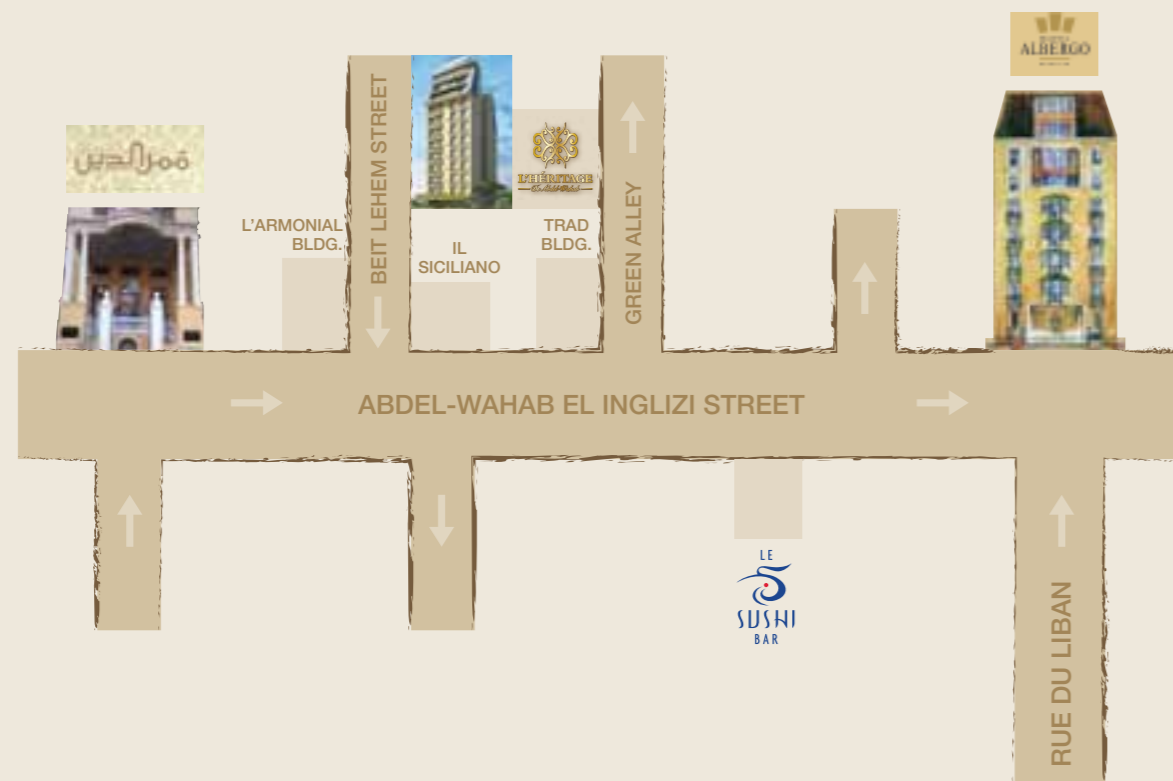 ALBERGO
قمر الدين
BEIT LEHEM STREET
L'HÉRITAGE
L'ARMONIAL
BLDG.
IL
SICILIANO
TRAD
BLDG.
GREEN ALLEY
ABDEL-WAHAB EL INGLIZI STREET
LE
SUSHI
BAR
RUE DU LIBAN